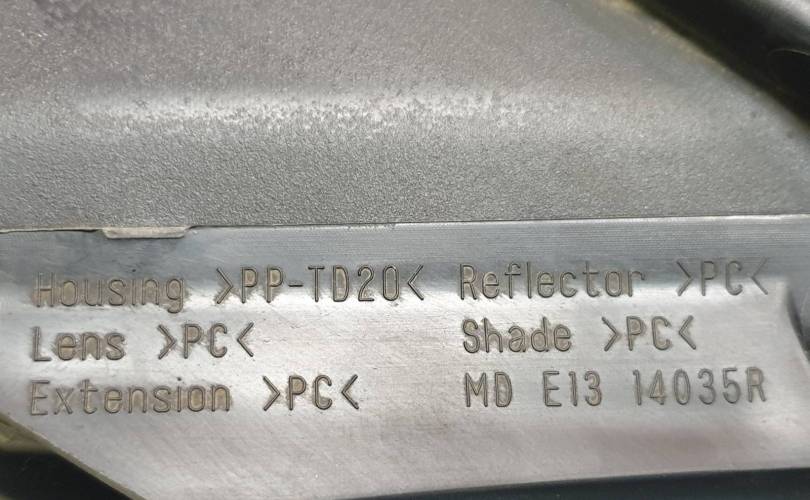 Housing >PP-TD20< Reflector >PC<
Lens >PC< Shade >PC<
Extension >PC< MD E13 14035R